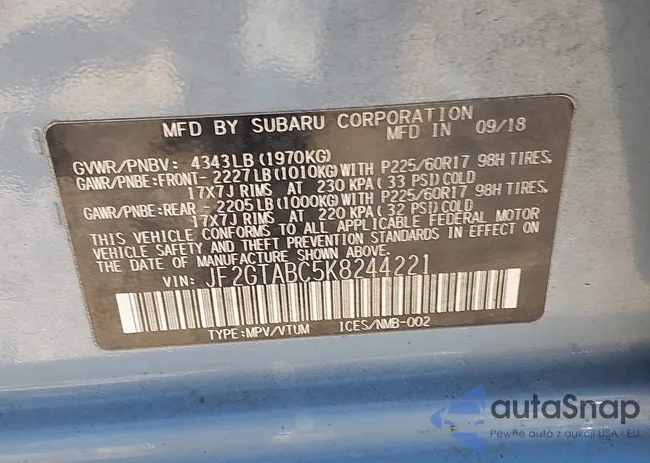 MFD BY SUBARU CORPORATION
MFD IN 09/18
GVWR/PNBV: 4343LB(1970KG)
GAWR/PNBE:FRONT- 2227LB(1010KG)WITH P225/60R17 98H TIRES,
17X7J RIMS AT 230 KPA(33 PSI)COLD
GAWR/PNBE:REAR - 2205LB(1000KG)WITH P225/60R17 98H TIRES,
17X7J RIMS AT 220 KPA(32 PSI)COLD
THIS VEHICLE CONFORMS TO ALL APPLICABLE FEDERAL MOTOR
VEHICLE SAFETY AND THEFT PREVENTION STANDARDS IN EFFECT ON
THE DATE OF MANUFACTURE SHOWN ABOVE.
VIN: JF2GTABC5K8244221
TYPE:MPV/VTUM ICES/NMB-002
autaSnap
Pewne auto z aukcji USA i EU